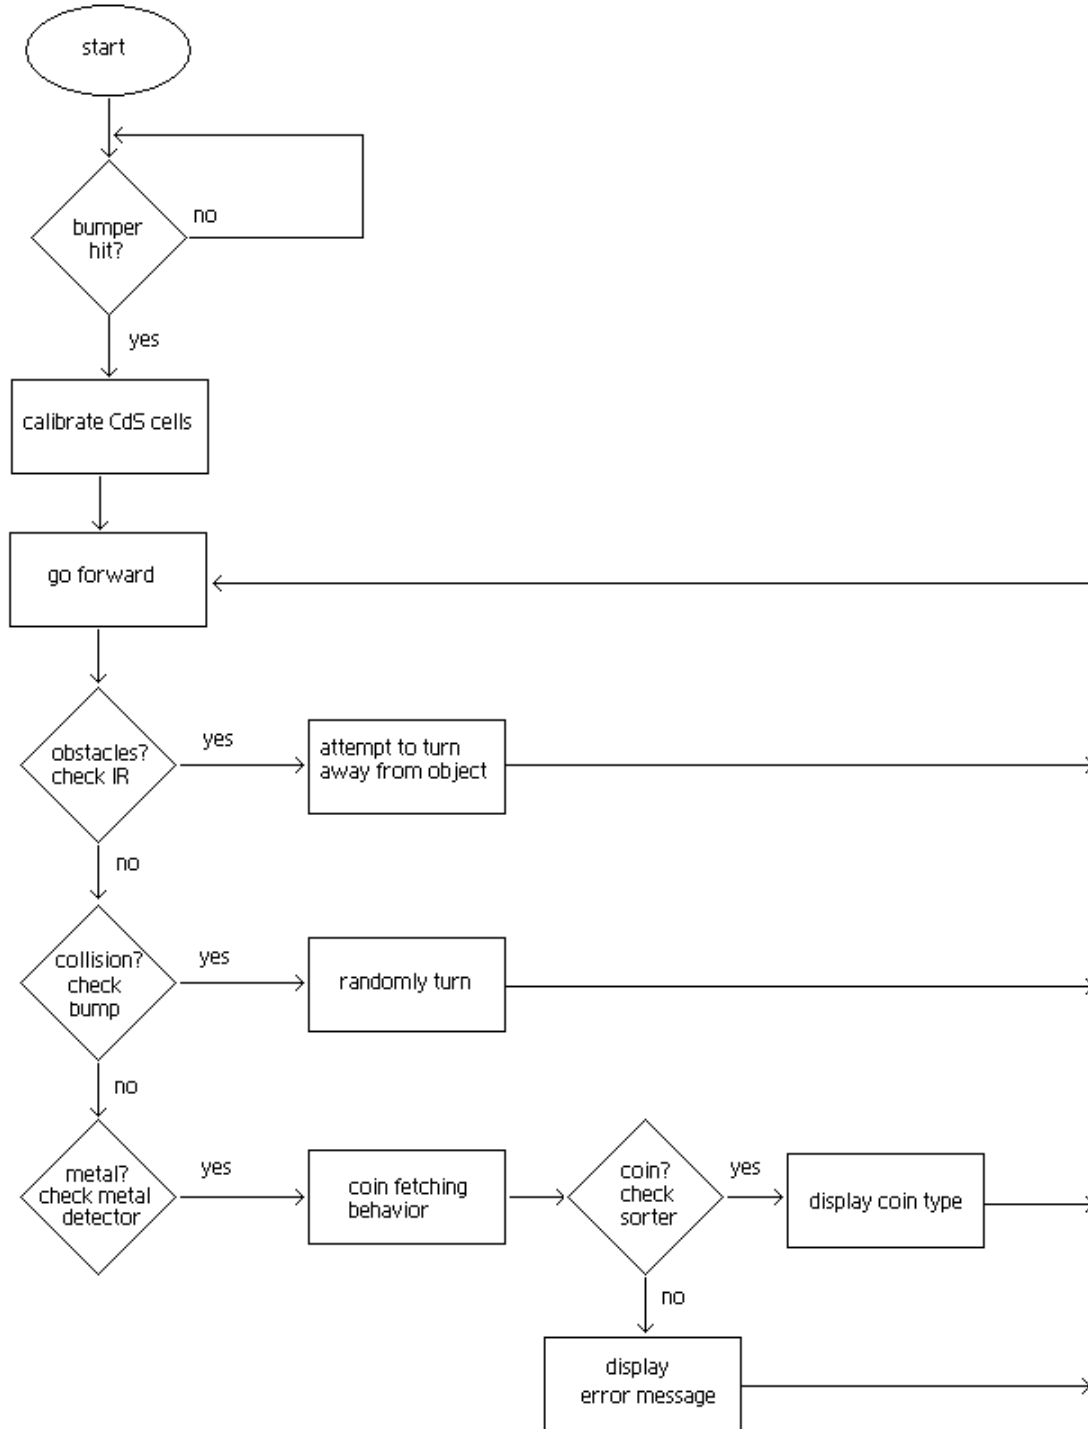 start
bumper
hit?
no
yes
calibrate CdS cells
go forward
obstacles?
check IR
yes
attempt to turn
away from object
no
collision?
check
bump
yes
randomly turn
no
metal?
check metal
detector
yes
coin fetching
behavior
coin?
check
sorter
yes
display coin type
no
display
error message